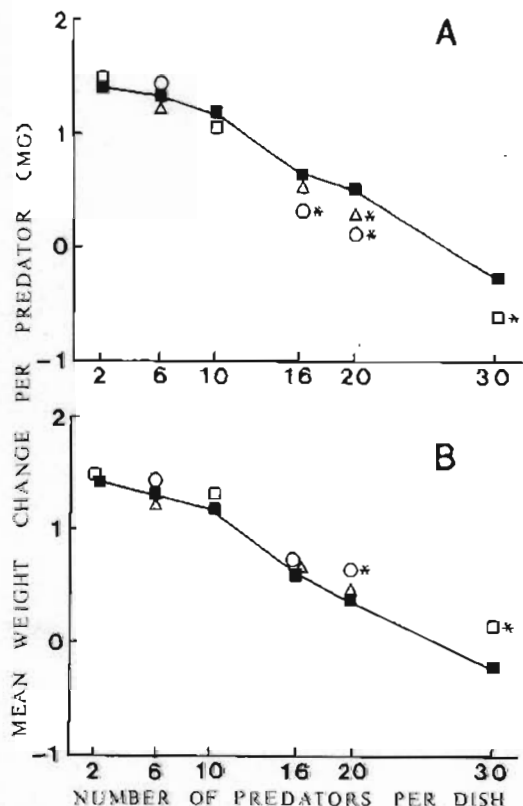 A
2
1
0
-1
2 6 10 16 20 30
* * * *
B
2
1
0
-1
* *
2 6 10 16 20 30
NUMBER OF PREDATORS PER DISH
MEAN WEIGHT CHANGE PER PREDATOR (MG)